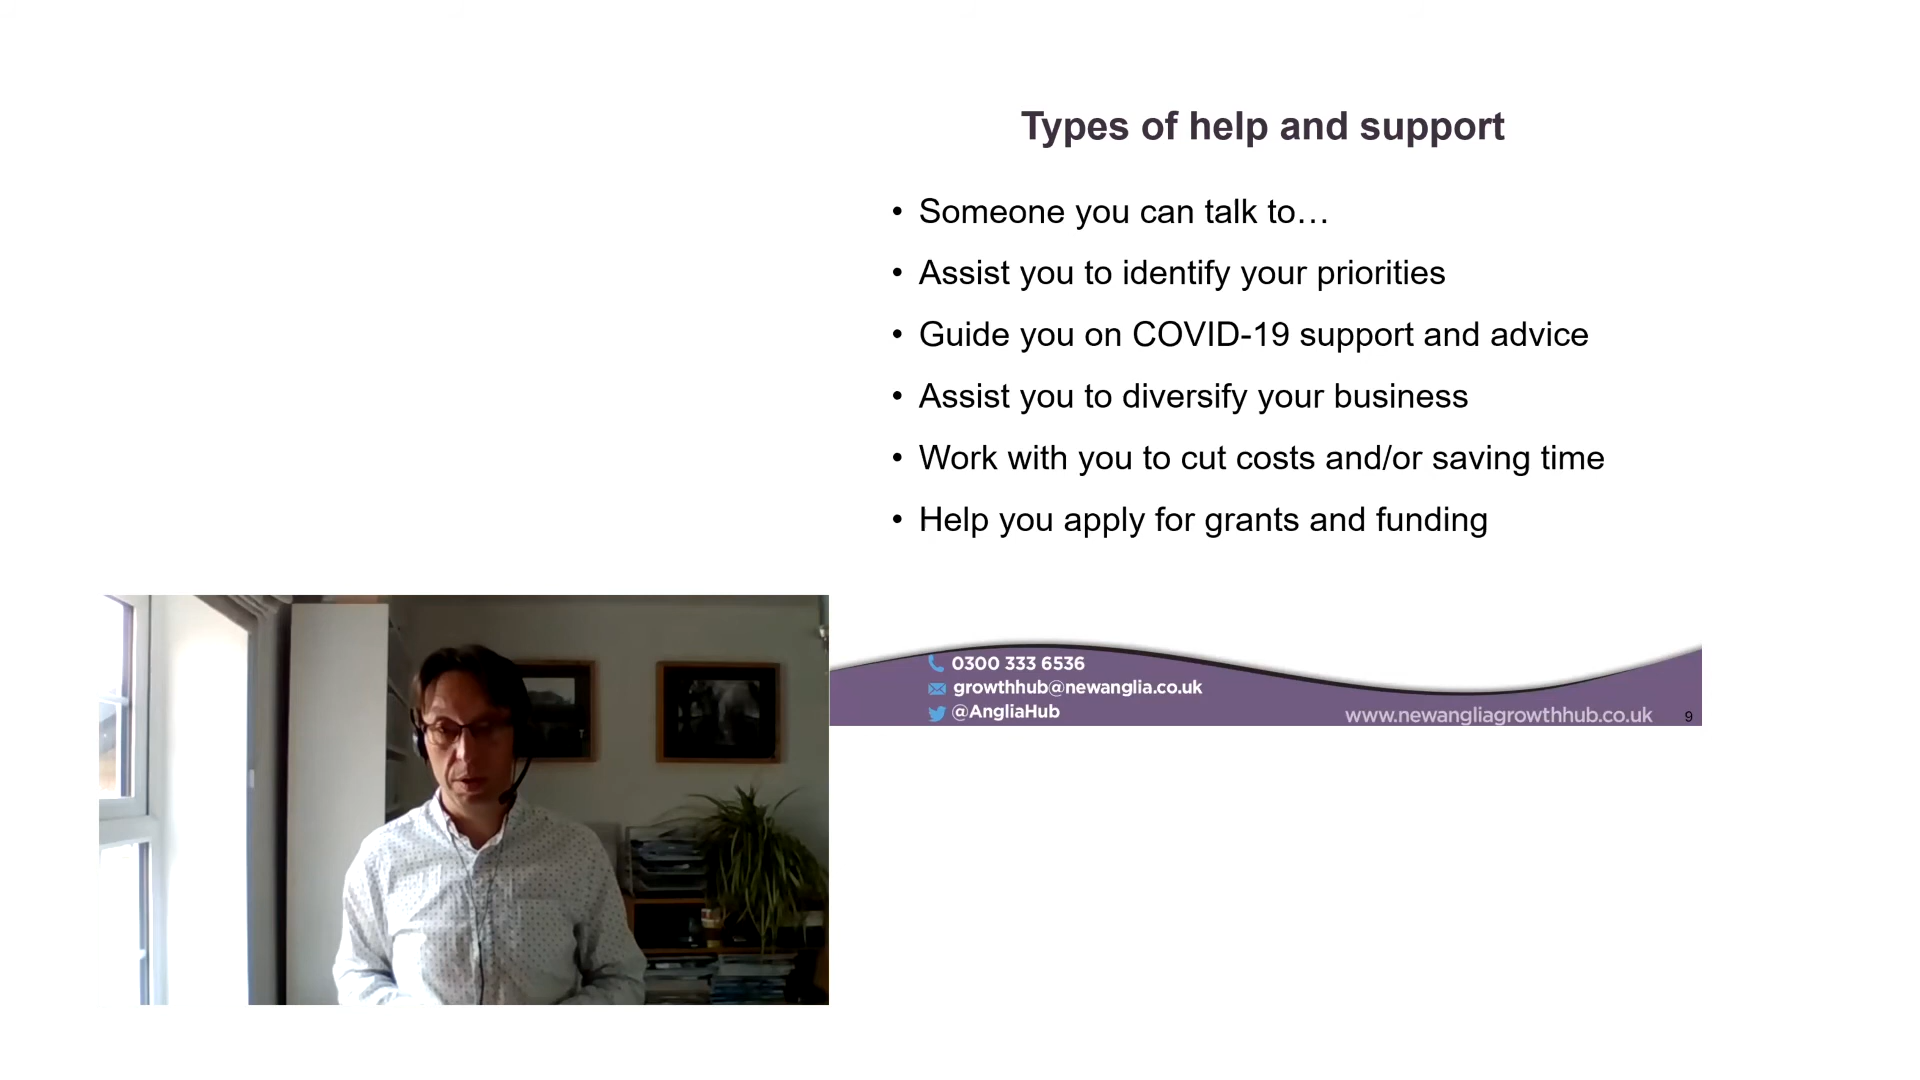 Types of help and support
• Someone you can talk to…
• Assist you to identify your priorities
• Guide you on COVID-19 support and advice
• Assist you to diversify your business
• Work with you to cut costs and/or saving time
• Help you apply for grants and funding
0300 333 6536
growthhub@newanglia.co.uk
@AngliaHub
www.newangliagrowthhub.co.uk
9